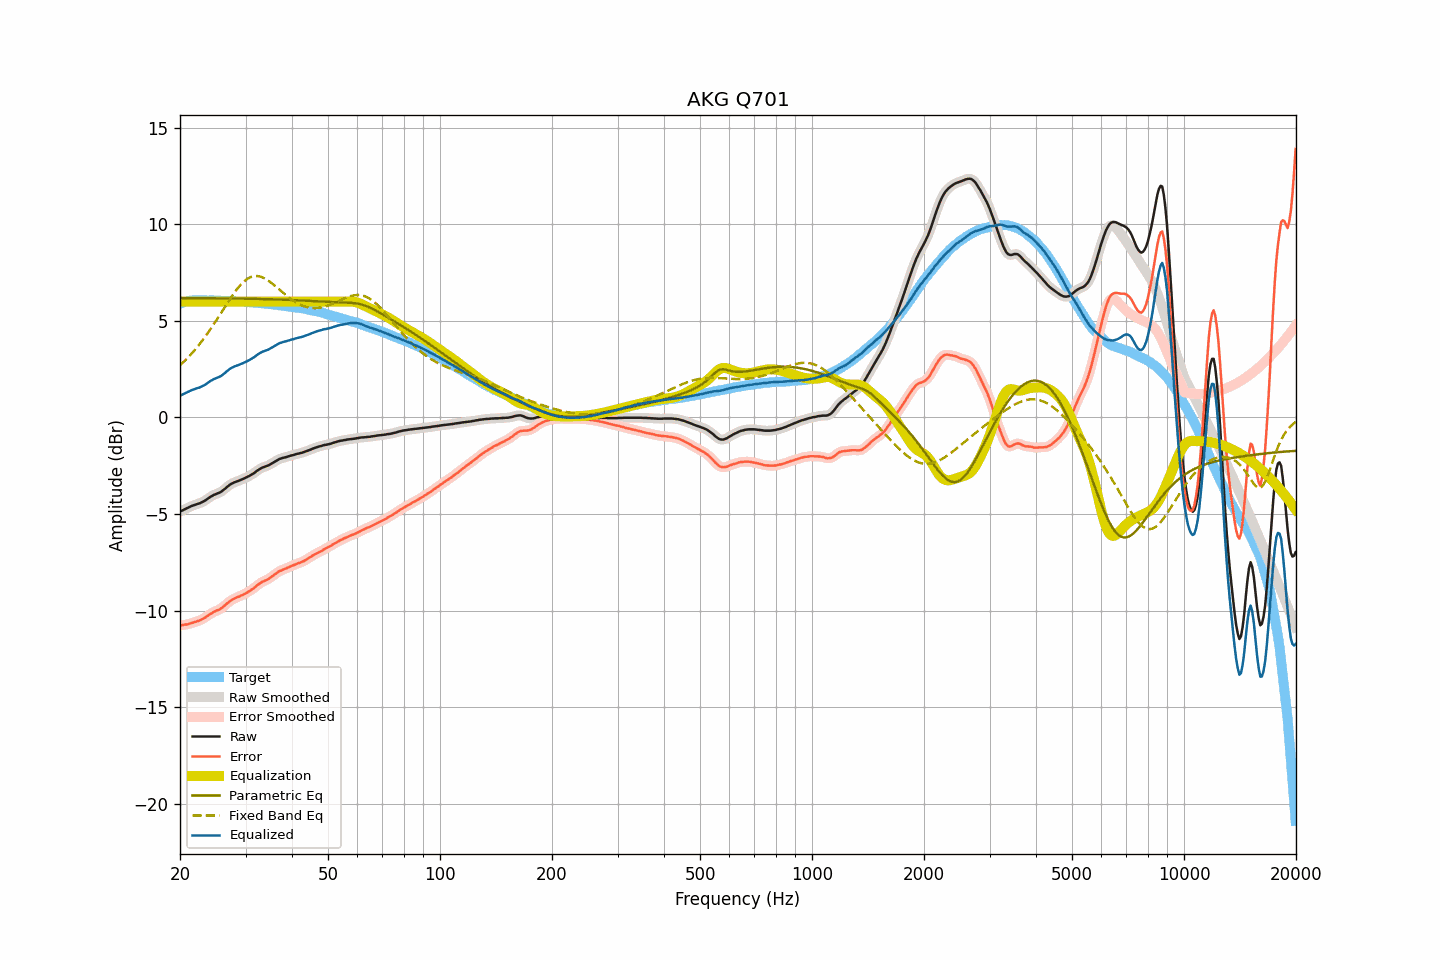 AKG Q701
15
10
5
0
−5
−10
−15
−20
Amplitude (dBr)
Target
Raw Smoothed
Error Smoothed
Raw
Error
Equalization
Parametric Eq
Fixed Band Eq
Equalized
20 50 100 200 500 1000 2000 5000 10000 20000
Frequency (Hz)